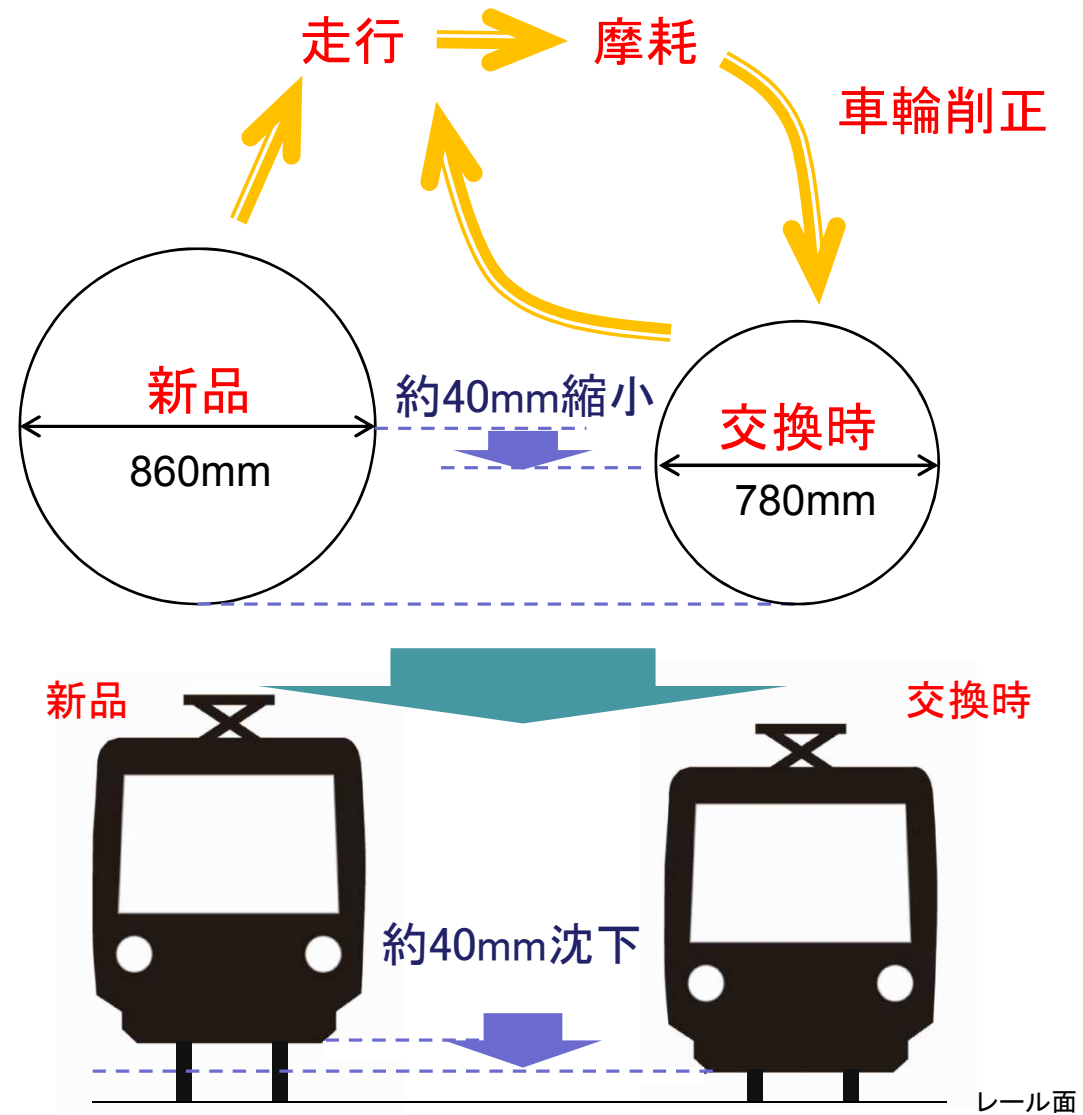 走行
摩耗
車輪削正
新品
860mm
約40mm縮小
交換時
780mm
新品
交換時
約40mm沈下
レール面